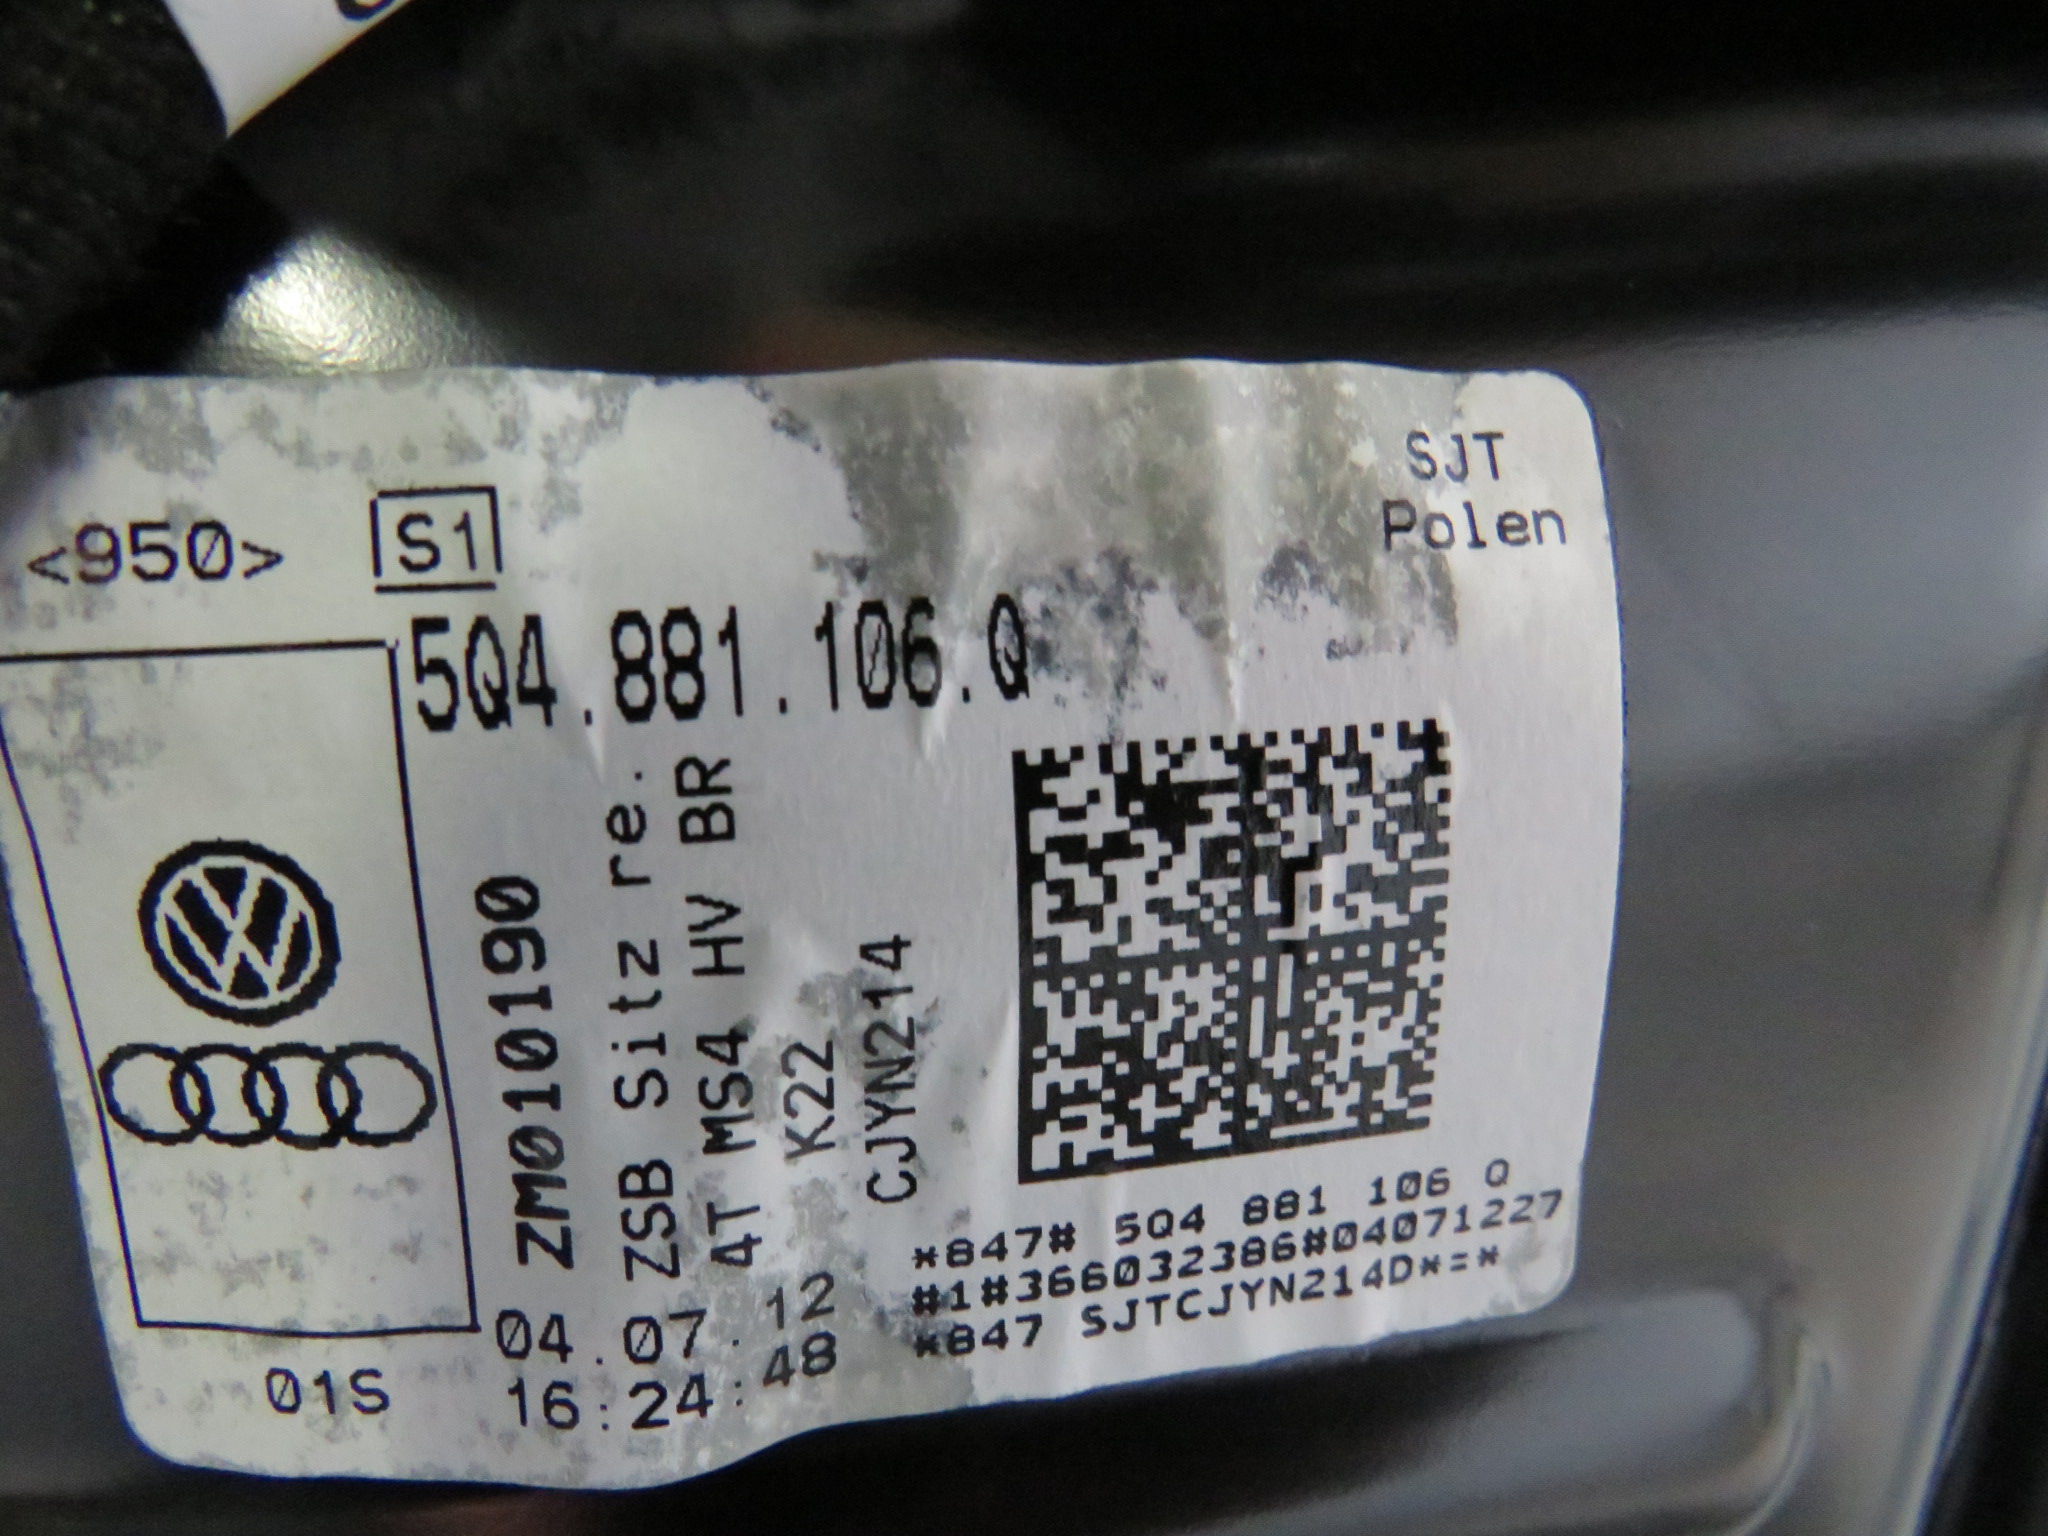 SJT
Polen
<950> S1
5Q4.881.106.Q
ZM010190
ZSB Sitz re.
4T MS4 HV BR
K22
CJYN214
*847# 5Q4 881 106 Q
#1#366032386#04071227
*847 SJTCJYN214D*=*
04.07.12
16:24:48
01S